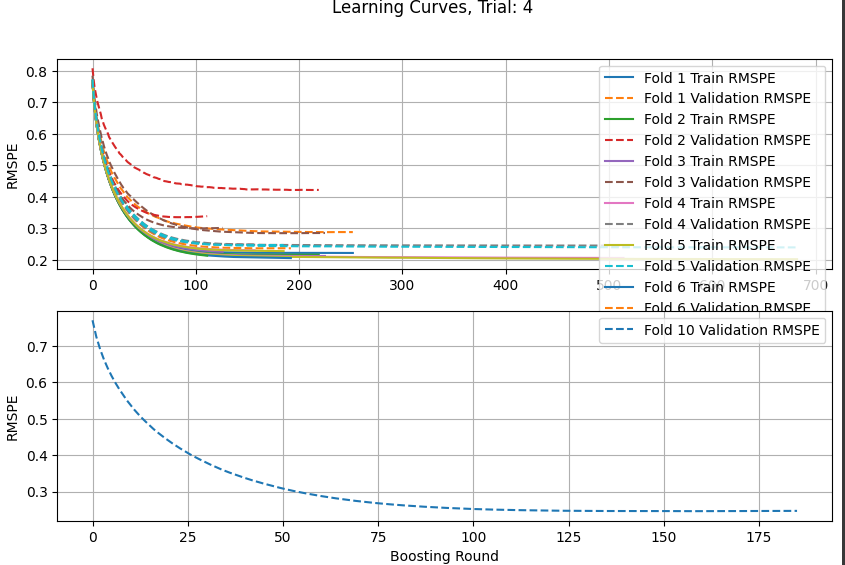 Learning Curves, Trial: 4
RMSPE
0.8
0.7
0.6
0.5
0.4
0.3
0.2
0 100 200 300 400 500 600 700
Fold 1 Train RMSPE
Fold 1 Validation RMSPE
Fold 2 Train RMSPE
Fold 2 Validation RMSPE
Fold 3 Train RMSPE
Fold 3 Validation RMSPE
Fold 4 Train RMSPE
Fold 4 Validation RMSPE
Fold 5 Train RMSPE
Fold 5 Validation RMSPE
Fold 6 Train RMSPE
Fold 6 Validation RMSPE
Fold 10 Validation RMSPE
RMSPE
0.7
0.6
0.5
0.4
0.3
0 25 50 75 100 125 150 175
Boosting Round